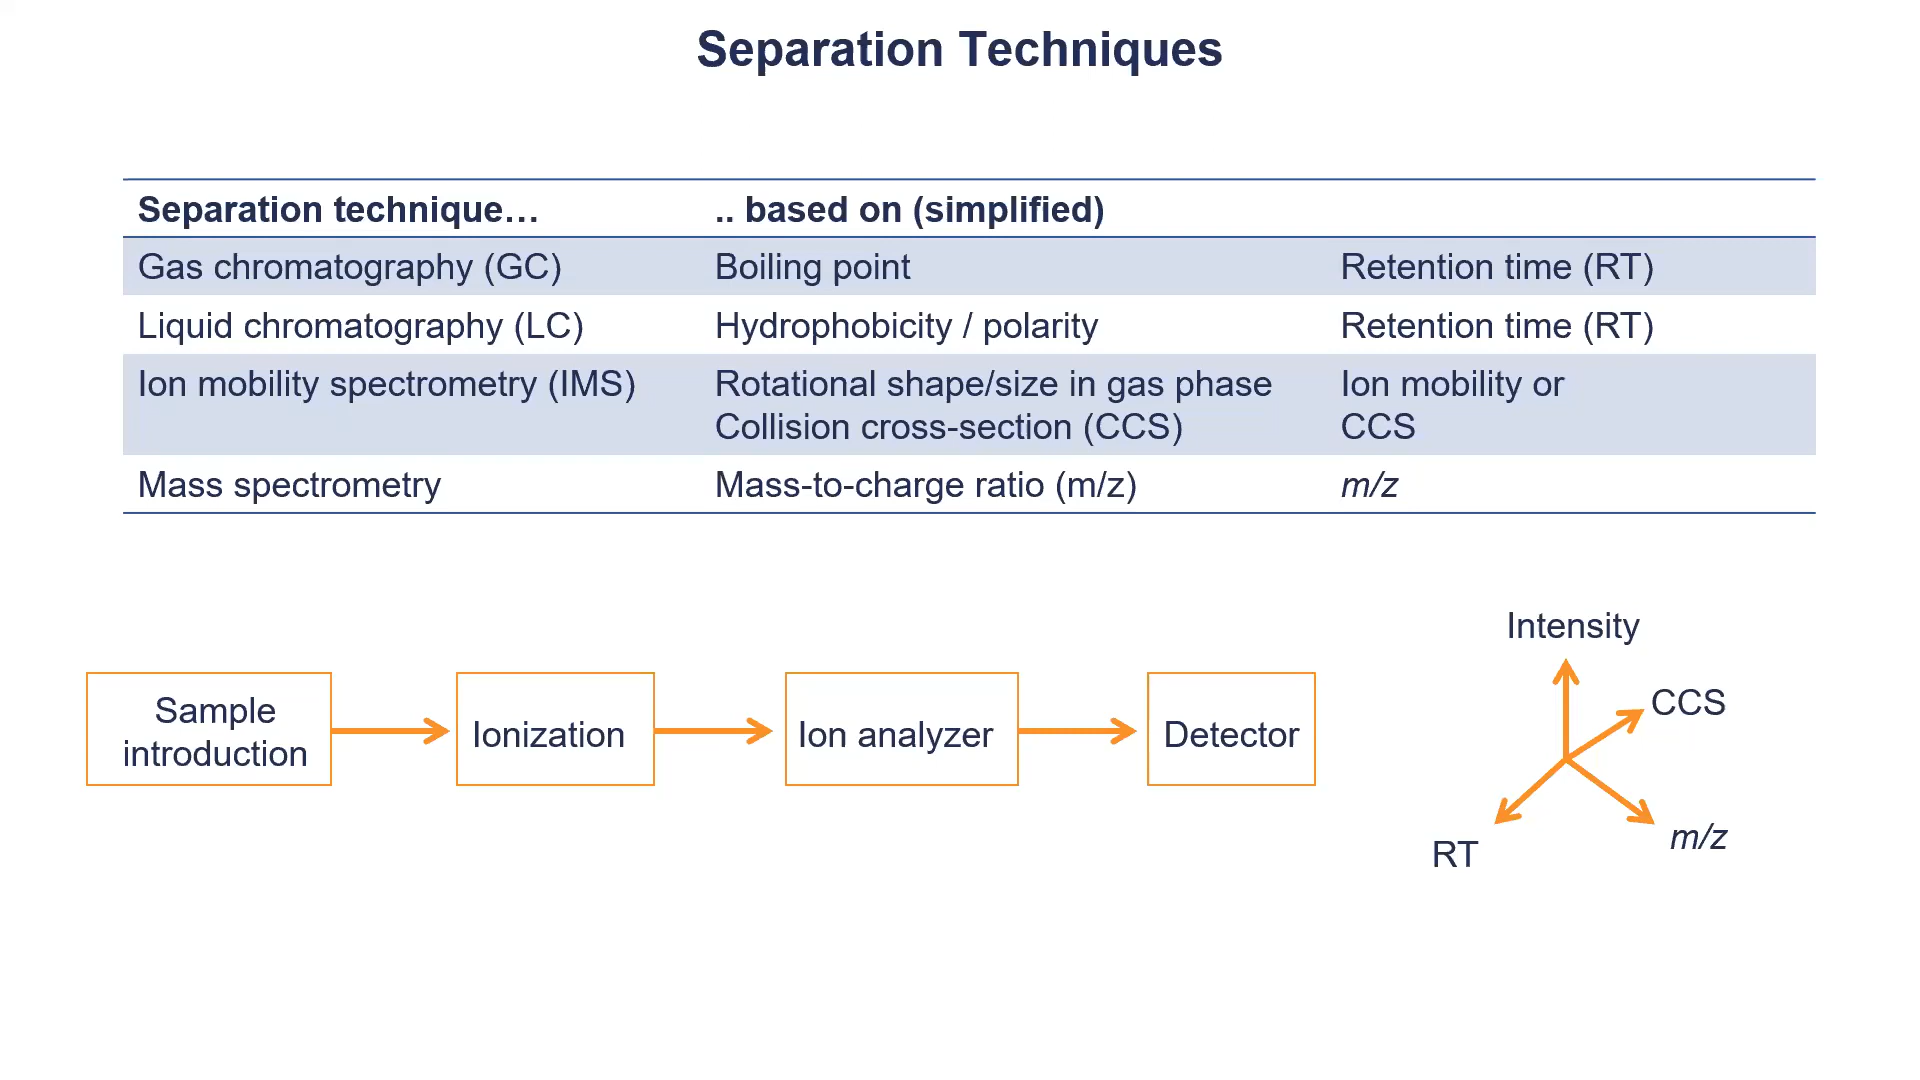 Separation Techniques
Separation technique… .. based on (simplified)
Gas chromatography (GC) Boiling point Retention time (RT)
Liquid chromatography (LC) Hydrophobicity / polarity Retention time (RT)
Ion mobility spectrometry (IMS) Rotational shape/size in gas phase Ion mobility or
Collision cross-section (CCS) CCS
Mass spectrometry Mass-to-charge ratio (m/z) m/z
Sample
introduction
Ionization
Ion analyzer
Detector
Intensity
CCS
RT
m/z